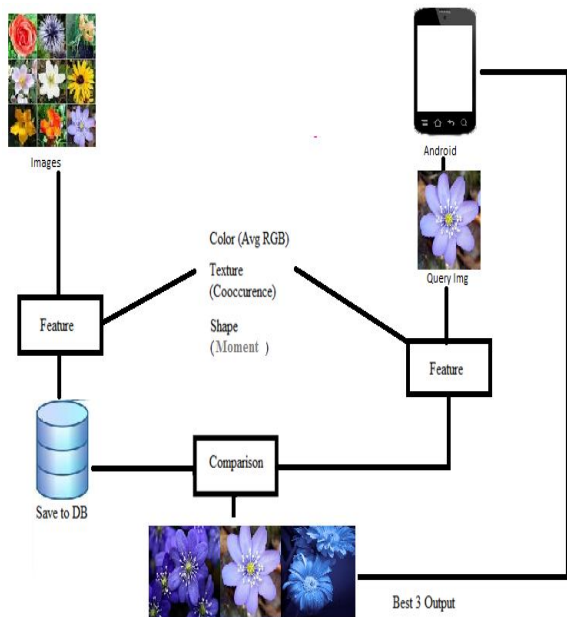 Images
Android
Query Img
Color (Avg RGB)
Texture
(Cooccurence)
Shape
(Moment )
Feature
Feature
Comparison
Save to DB
Best 3 Output